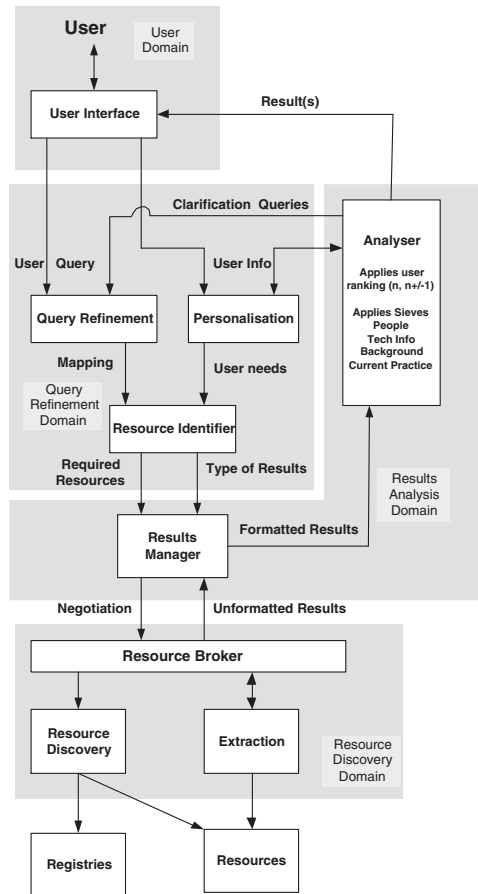 User
User
Domain
User Interface
Result(s)
Clarification Queries
User Query
User Info
Analyser
Applies user
ranking (n, n+/-1)
Applies Sieves
People
Tech Info
Background
Current Practice
Query Refinement
Personalisation
Mapping
User needs
Query
Refinement
Domain
Resource Identifier
Required
Resources
Type of Results
Results
Analysis
Domain
Results
Manager
Formatted Results
Negotiation
Unformatted Results
Resource Broker
Resource
Discovery
Extraction
Resource
Discovery
Domain
Registries
Resources